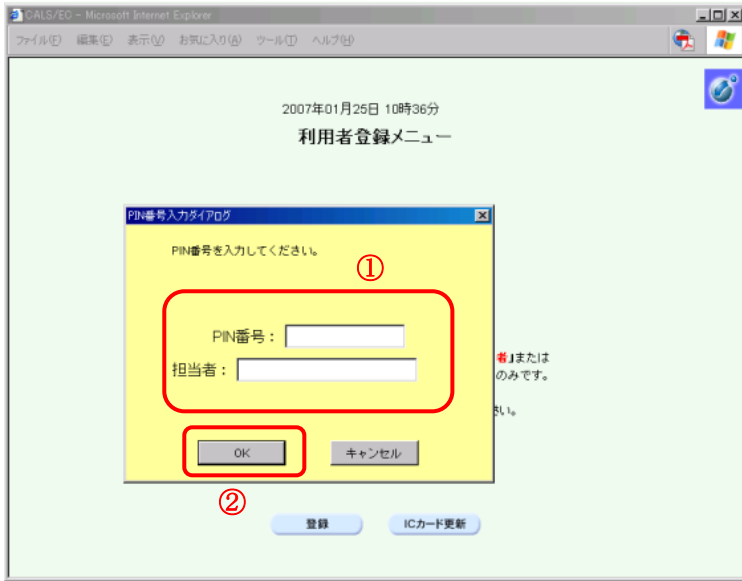 CALS/EC - Microsoft Internet Explorer
ファイル(F) 編集(E) 表示(V) お気に入り(A) ツール(T) ヘルプ(H)
2007年01月25日 10時36分
利用者登録メニュー
PIN番号入力ダイアログ
PIN番号を入力してください。
①
PIN番号：
担当者：
者」または
のみです。
さい。
OK キャンセル
②
登録 ICカード更新